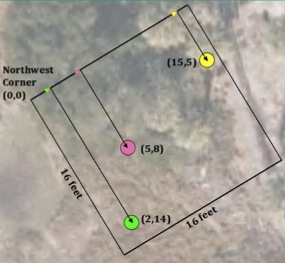 Northwest
Corner
(0,0)
(15,5)
(5,8)
(2,14)
16 feet
16 feet